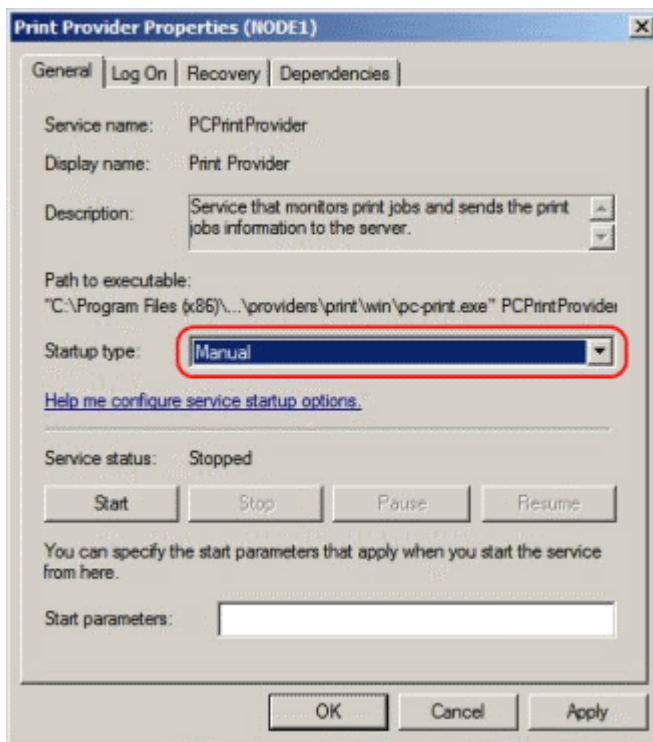 Print Provider Properties (NODE1)
General Log On Recovery Dependencies
Service name: PCPrintProvider
Display name: Print Provider
Description: Service that monitors print jobs and sends the print
jobs information to the server.
Path to executable:
"C:\Program Files (x86)\...\providers\print\win\pc-print.exe" PCPrintProvider
Startup type: Manual
Help me configure service startup options.
Service status: Stopped
Start Stop Pause Resume
You can specify the start parameters that apply when you start the service
from here.
Start parameters:
OK Cancel Apply